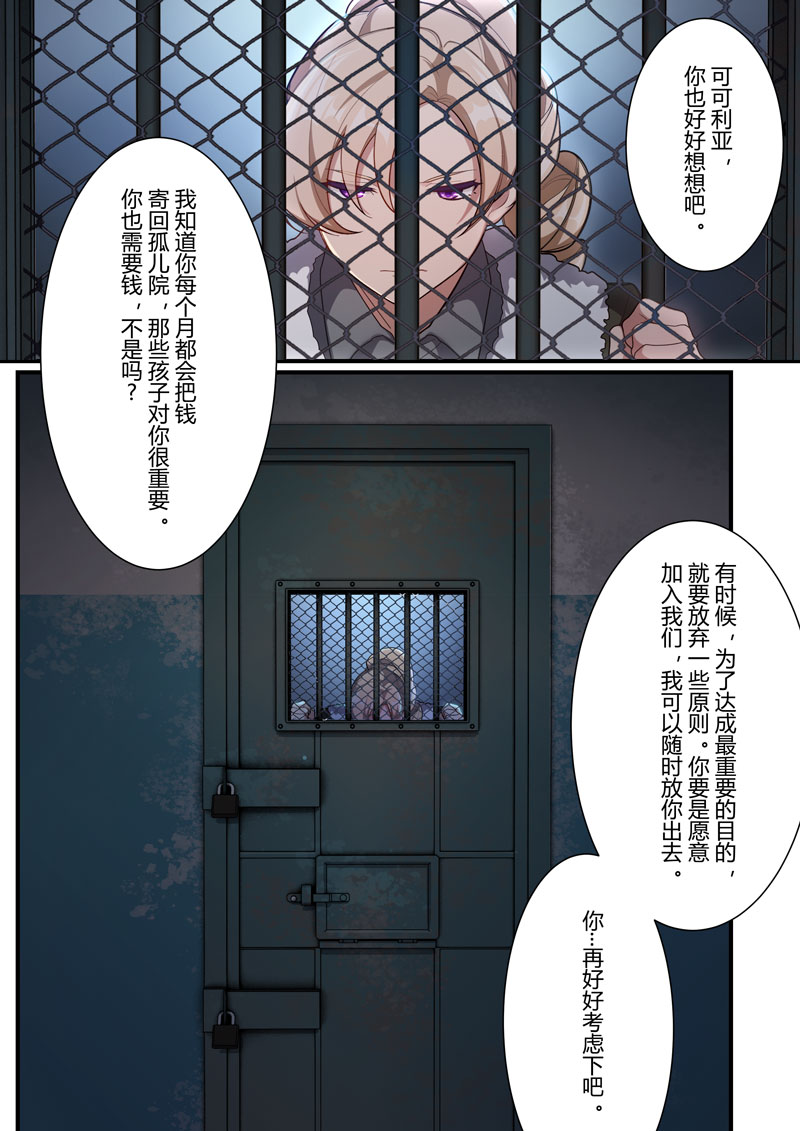 可可利亚，
你也好好想想吧。
我知道你每个月都会把钱
寄回孤儿院，那些孩子对你很重要。
你也需要钱，不是吗？
有时候，为了达成最重要的目的，
就要放弃一些原则。你要是愿意
加入我们，我可以随时放你出去。
你…再好好考虑下吧。